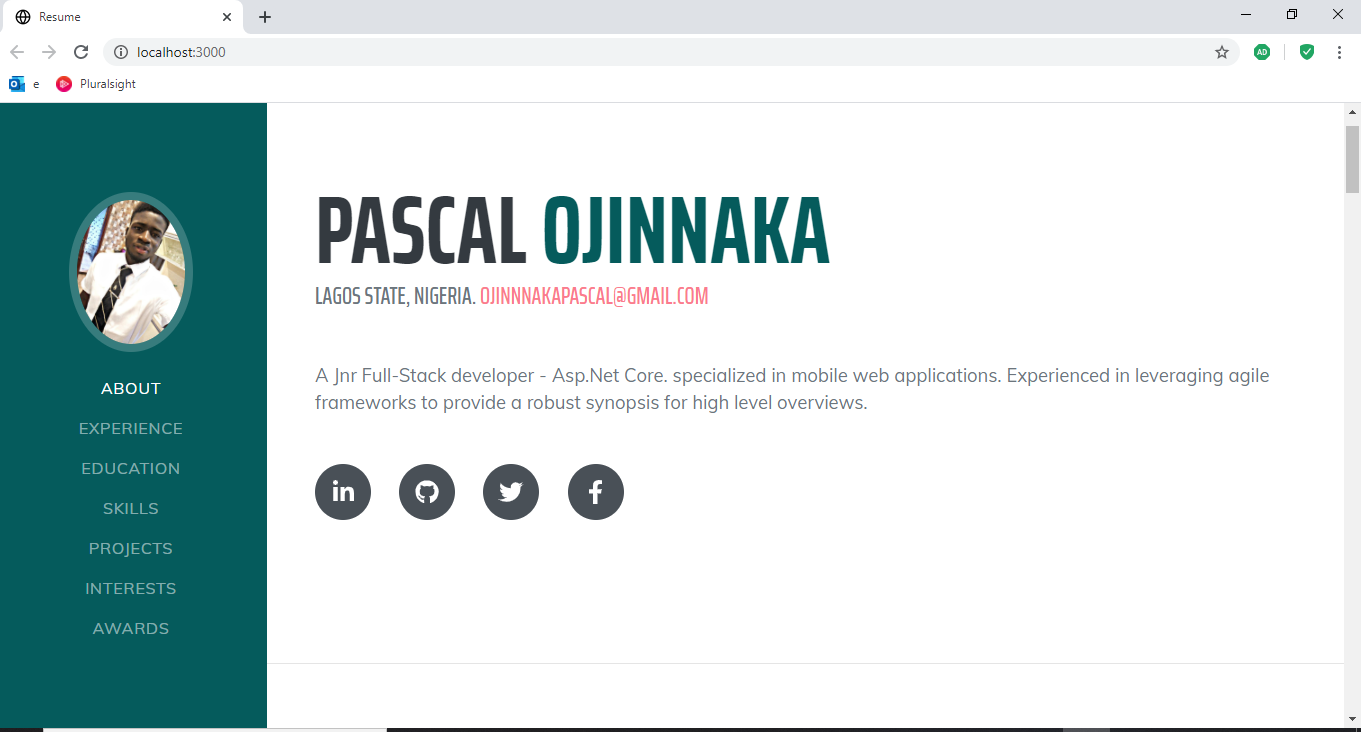 Resume
localhost:3000
AD
e
Pluralsight
PASCAL OJINNAKA
LAGOS STATE, NIGERIA. OJINNNAKAPASCAL@GMAIL.COM
A Jnr Full-Stack developer - Asp.Net Core. specialized in mobile web applications. Experienced in leveraging agile
frameworks to provide a robust synopsis for high level overviews.
in
ABOUT
EXPERIENCE
EDUCATION
SKILLS
PROJECTS
INTERESTS
AWARDS